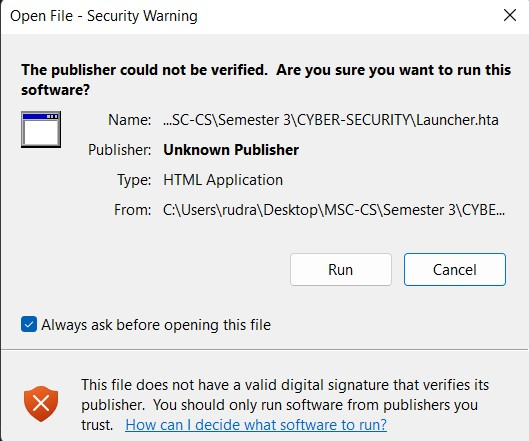 Open File - Security Warning
The publisher could not be verified.  Are you sure you want to run this
software?
Name: ...SC-CS\Semester 3\CYBER-SECURITY\Launcher.hta
Publisher: Unknown Publisher
Type: HTML Application
From: C:\Users\rudra\Desktop\MSC-CS\Semester 3\CYBE...
Run Cancel
Always ask before opening this file
This file does not have a valid digital signature that verifies its
publisher.  You should only run software from publishers you
trust.  How can I decide what software to run?